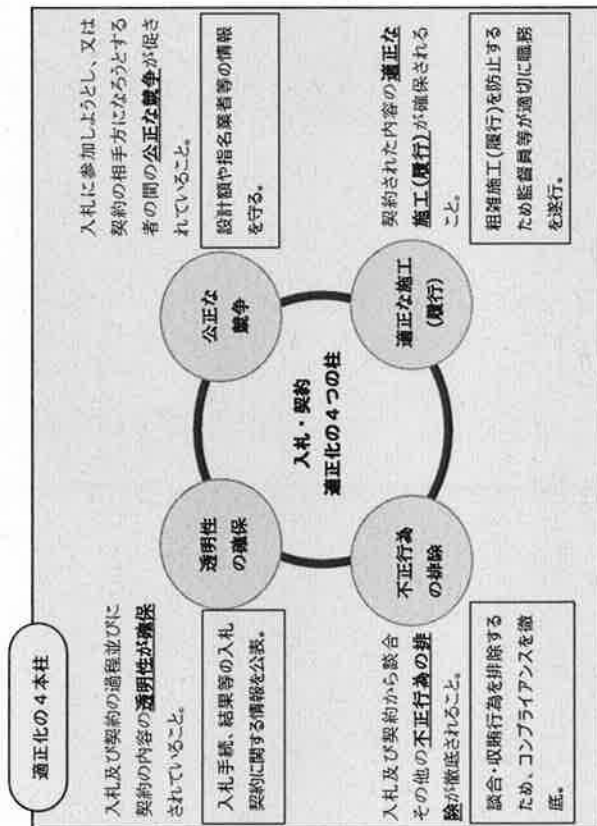 適正化の4本柱
入札及び契約の過程並びに
契約の内容の透明性が確保
されていること。
入札手続、結果等の入札
契約に関する情報を公表。
入札に参加しようとし、又は
契約の相手方になろうとする
者の間の公正な競争が促さ
れていること。
設計額や指名業者等の情報
を守る。
透明性
の確保
公正な
競争
入札・契約
適正化の4つの柱
不正行為
の排除
適正な施工
(履行)
入札及び契約から談合
その他の不正行為の排
除が徹底されること。
談合・収賄行為を排除する
ため、コンプライアンスを徹
底。
契約された内容の適正な
施工(履行)が確保される
こと。
粗雑施工(履行)を防止する
ため監督員等が適切に職務
を遂行。